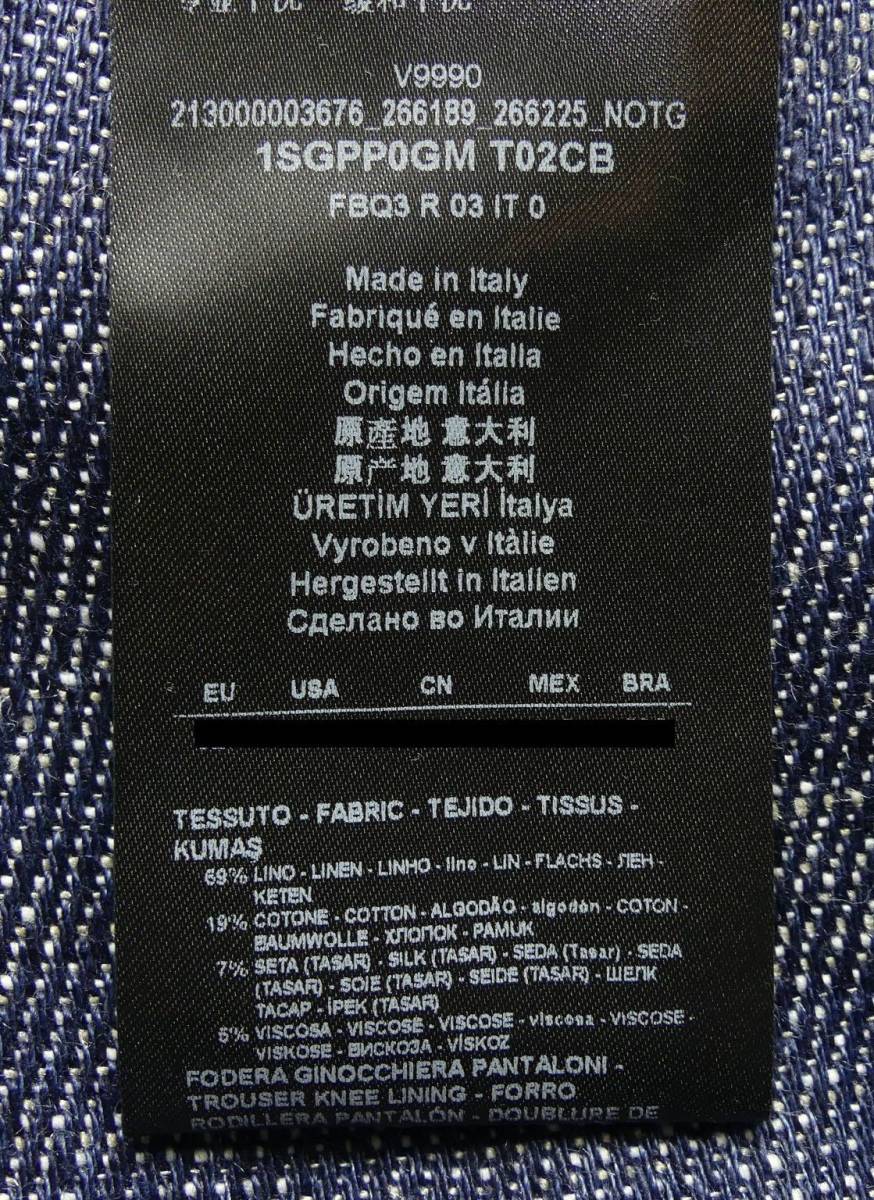 V9990
213000003676_266189_266225_NOTG
1SGPP0GM T02CB
FBQ3 R 03 IT 0
Made in Italy
Fabriqué en Italie
Hecho en Italia
Origem Itália
原產地 意大利
原产地 意大利
ÜRETİM YERİ İtalya
Vyrobeno v Itàlie
Hergestellt in Italien
Сделано во Италии
EU USA CN MEX BRA
TESSUTO - FABRIC - TEJIDO - TISSUS -
KUMAŞ
69% LINO - LINEN - LINHO - lino - LIN - FLACHS - ЛЕН -
KETEN
19% COTONE - COTTON - ALGODÃO - algodón - COTON -
BAUMWOLLE - ХЛОПОК - PAMUK
7% SETA (TASAR) - SILK (TASAR) - SEDA (Tasar) - SEDA
(TASAR) - SOIE (TASAR) - SEIDE (TASAR) - ШЕЛК
ТАСАР - İPEK (TASAR)
5% VISCOSA - VISCOSE - VISCOSE - viscosa - VISCOSE -
VISKOSE - ВИСКОЗА - VİSKOZ
FODERA GINOCCHIERA PANTALONI -
TROUSER KNEE LINING - FORRO
RODILLERA PANTALÓN - DOUBLURE DE